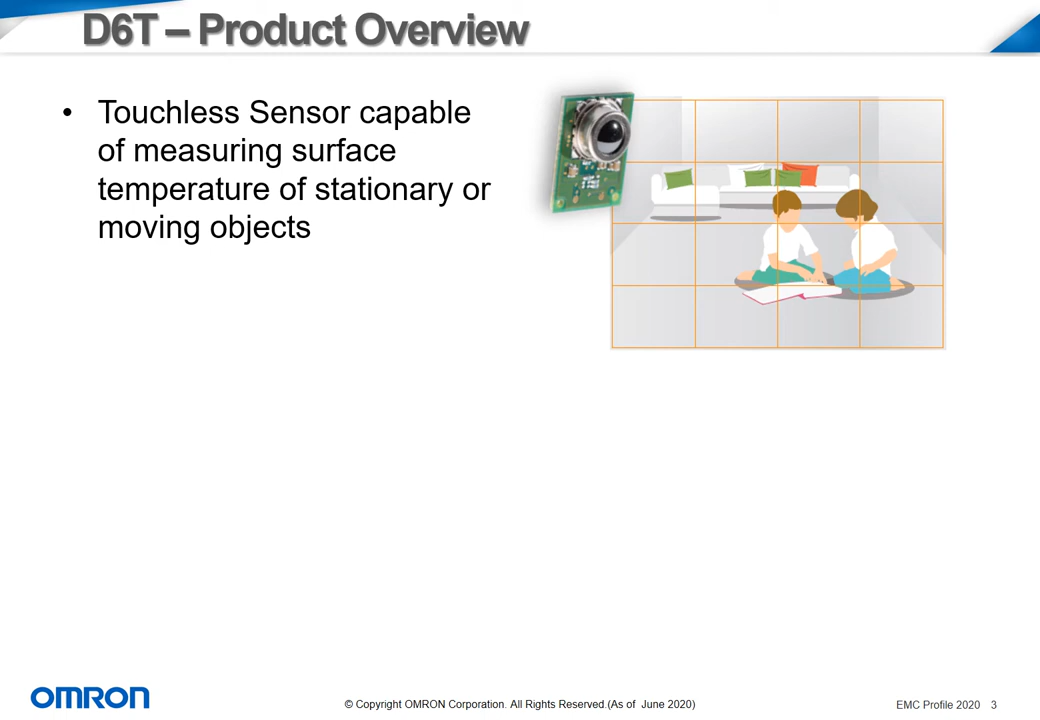 D6T – Product Overview
• Touchless Sensor capable
of measuring surface
temperature of stationary or
moving objects
OMRON
© Copyright OMRON Corporation. All Rights Reserved.(As of June 2020)
EMC Profile 2020 3